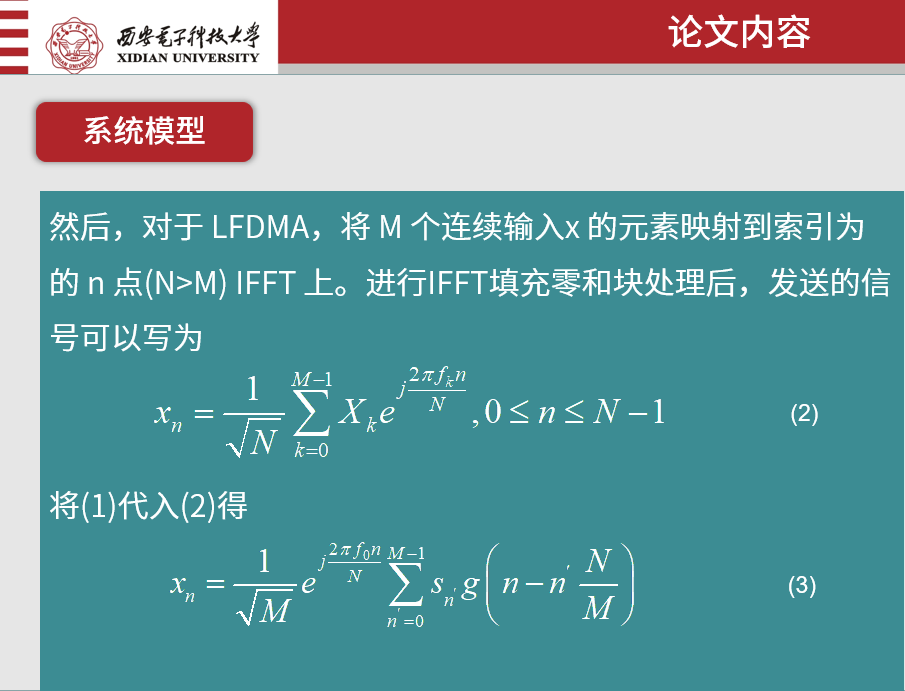 西安电子科技大学
XIDIAN UNIVERSITY
论文内容
系统模型
然后，对于 LFDMA，将 M 个连续输入x 的元素映射到索引为
的 n 点(N>M) IFFT 上。进行IFFT填充零和块处理后，发送的信
号可以写为
x_n = \frac{1}{\sqrt{N}} \sum_{k=0}^{M-1} X_k e^{j\frac{2\pi f_k n}{N}}, 0 ≤ n ≤ N − 1 (2)
将(1)代入(2)得
x_n = \frac{1}{\sqrt{M}} e^{j\frac{2\pi f_0 n}{N}} \sum_{n'=0}^{M-1} s_{n'} g\left(n − n' \frac{N}{M}\right) (3)